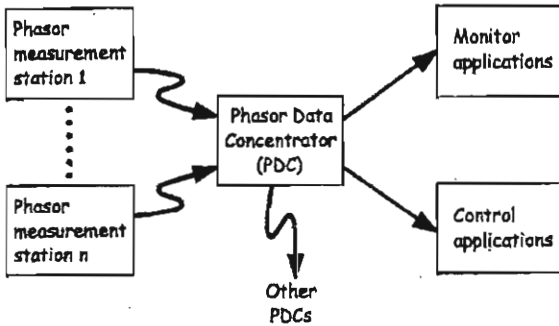 Phasor
measurement
station 1
Phasor
measurement
station n
Phasor Data
Concentrator
(PDC)
Monitor
applications
Control
applications
Other
PDCs